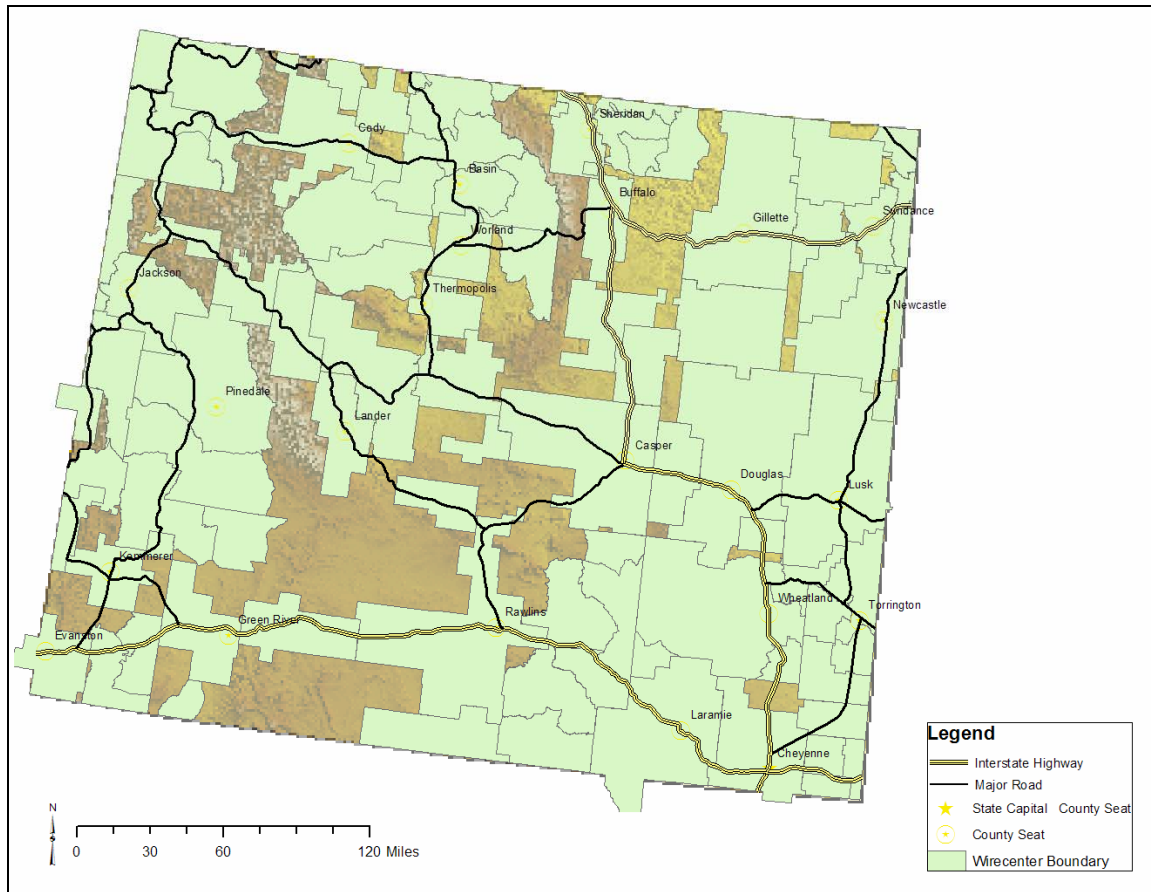 Sheridan
Cody
Basin
Buffalo
Gillette
Sundance
Worland
Jackson
Thermopolis
Newcastle
Pinedale
Lander
Casper
Douglas
Lusk
Kemmerer
Wheatland
Torrington
Green River
Rawlins
Evanston
Laramie
Cheyenne
Legend
Interstate Highway
Major Road
State Capital County Seat
County Seat
Wirecenter Boundary
N
0 30 60 120 Miles